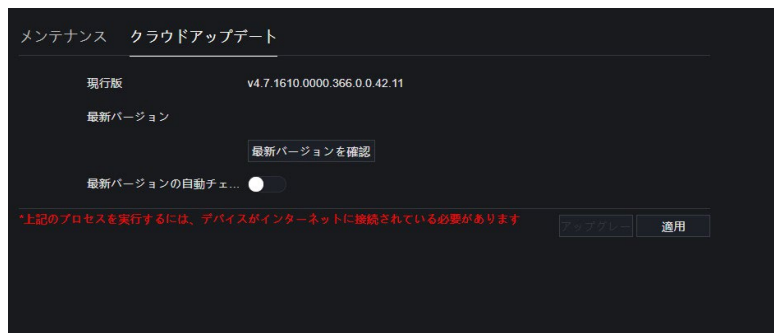 メンテナンス クラウドアップデート
現行版 v4.7.1610.0000.366.0.0.42.11
最新バージョン
最新バージョンを確認
最新バージョンの自動チェ...
*上記のプロセスを実行するには、デバイスがインターネットに接続されている必要があります
アップグレー 適用